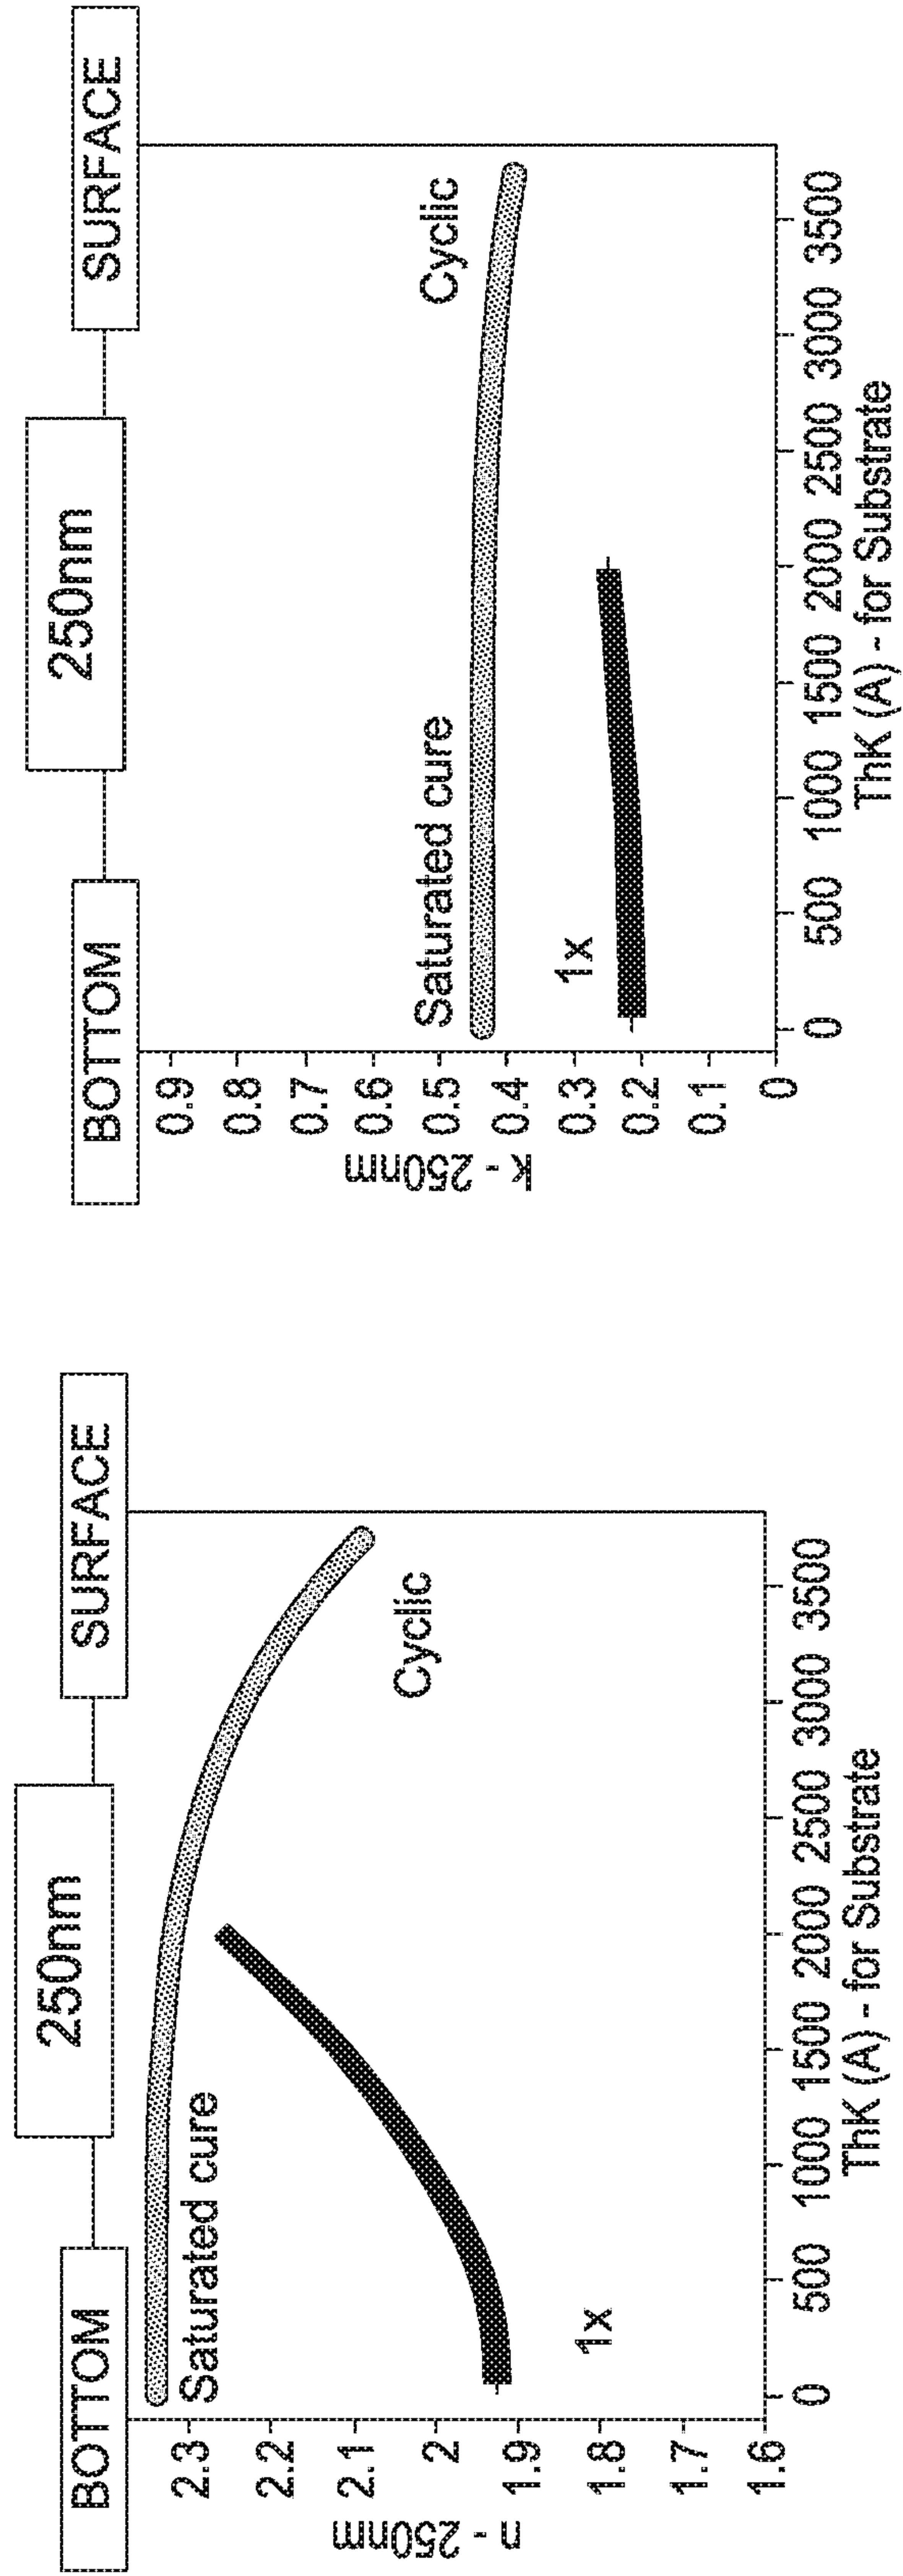 250nm
BOTTOM
SURFACE
n - 250nm
2.3
2.2
2.1
2
1.9
1.8
1.7
1.6
Saturated cure
Cyclic
1x
0 500 1000 1500 2000 2500 3000 3500
ThK (A) - for Substrate
250nm
BOTTOM
SURFACE
k - 250nm
0.9
0.8
0.7
0.6
0.5
0.4
0.3
0.2
0.1
0
Saturated cure
Cyclic
1x
0 500 1000 1500 2000 2500 3000 3500
ThK (A) - for Substrate